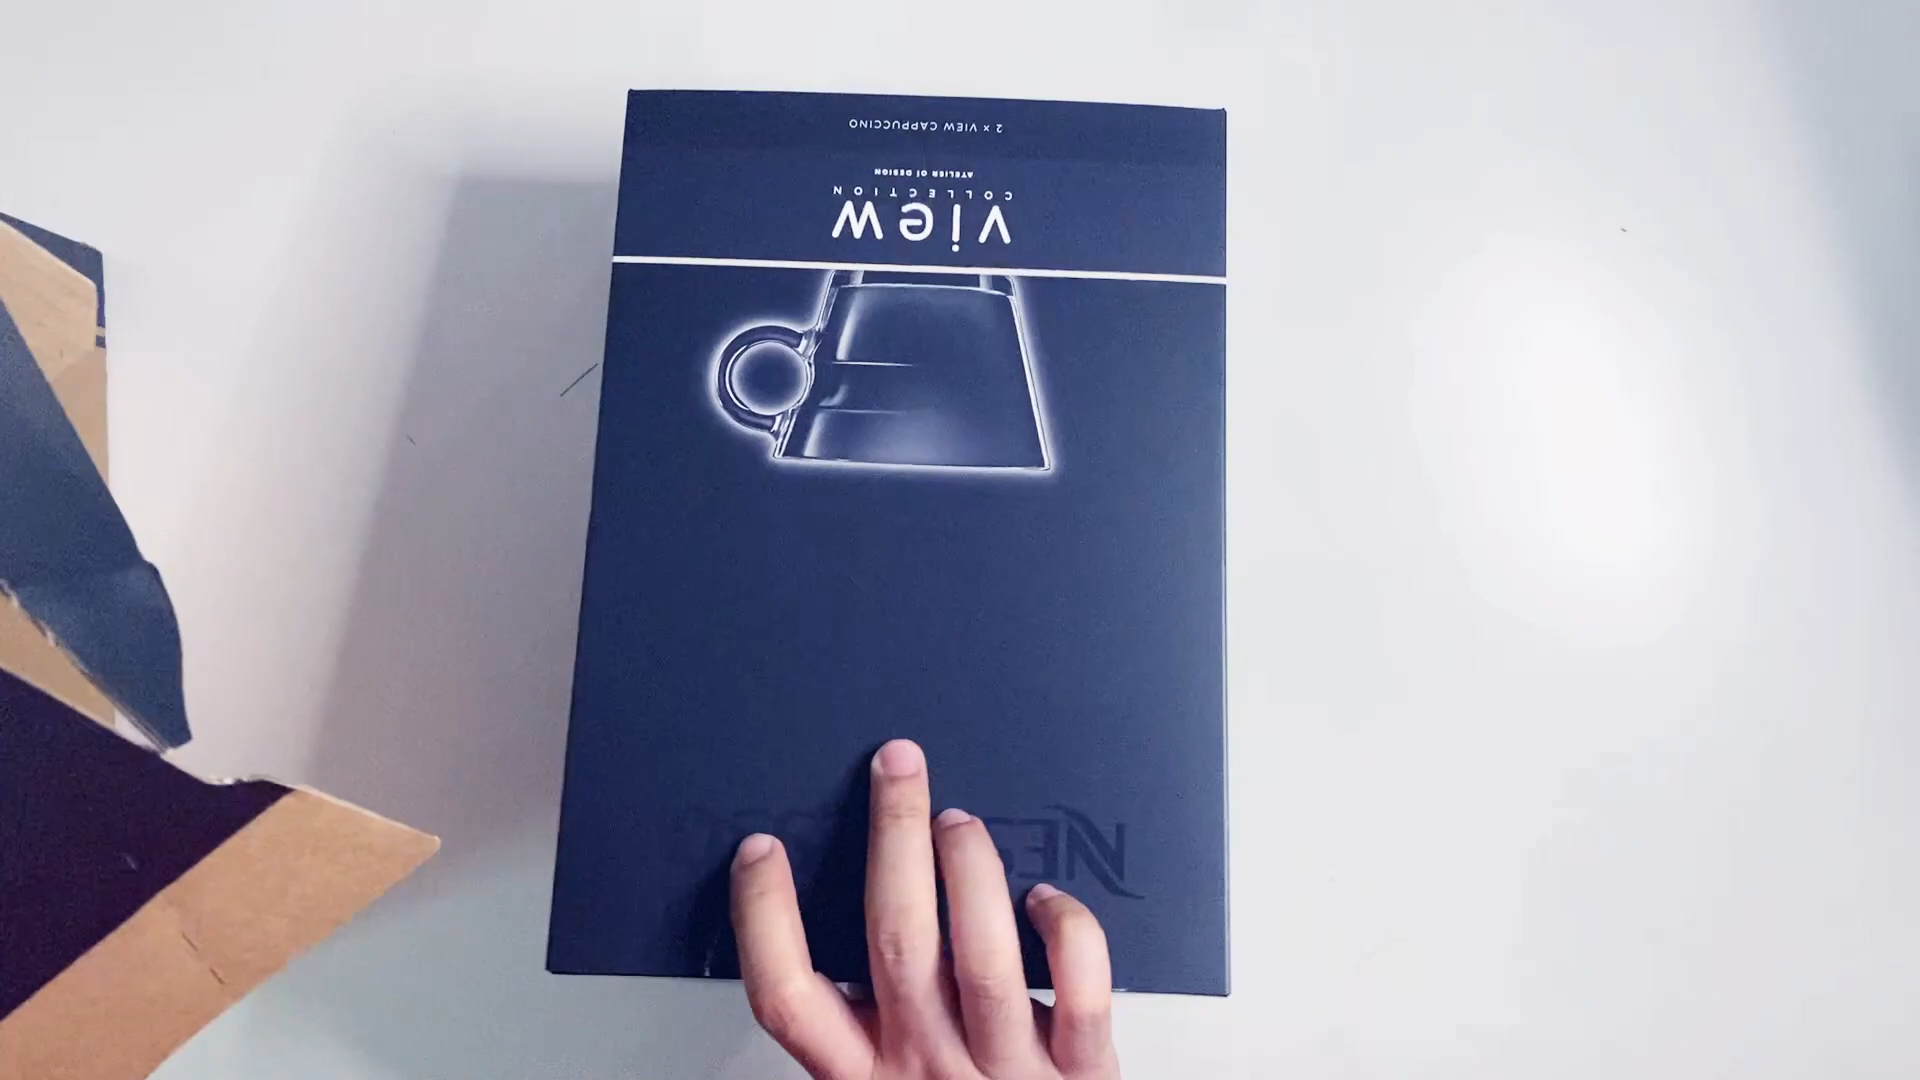 view
COLLECTION
ATELIER of DESIGN
2 x VIEW CAPPUCCINO